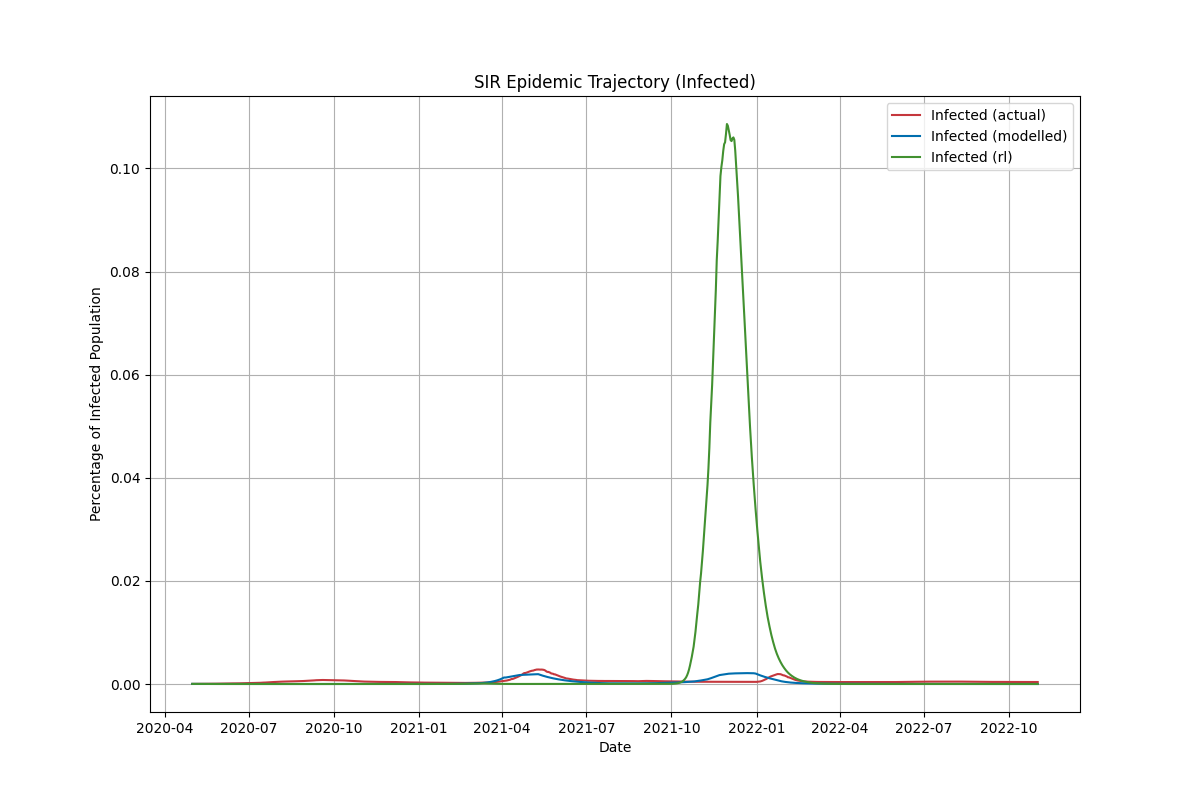 SIR Epidemic Trajectory (Infected)
Infected (actual)
Infected (modelled)
Infected (rl)
Percentage of Infected Population
0.10
0.08
0.06
0.04
0.02
0.00
2020-04 2020-07 2020-10 2021-01 2021-04 2021-07 2021-10 2022-01 2022-04 2022-07 2022-10
Date